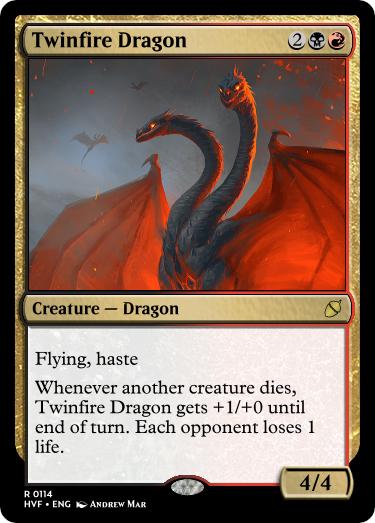 Twinfire Dragon 2
Creature — Dragon
Flying, haste
Whenever another creature dies,
Twinfire Dragon gets +1/+0 until
end of turn. Each opponent loses 1
life.
4/4
R 0114
HVF • ENG Andrew Mar